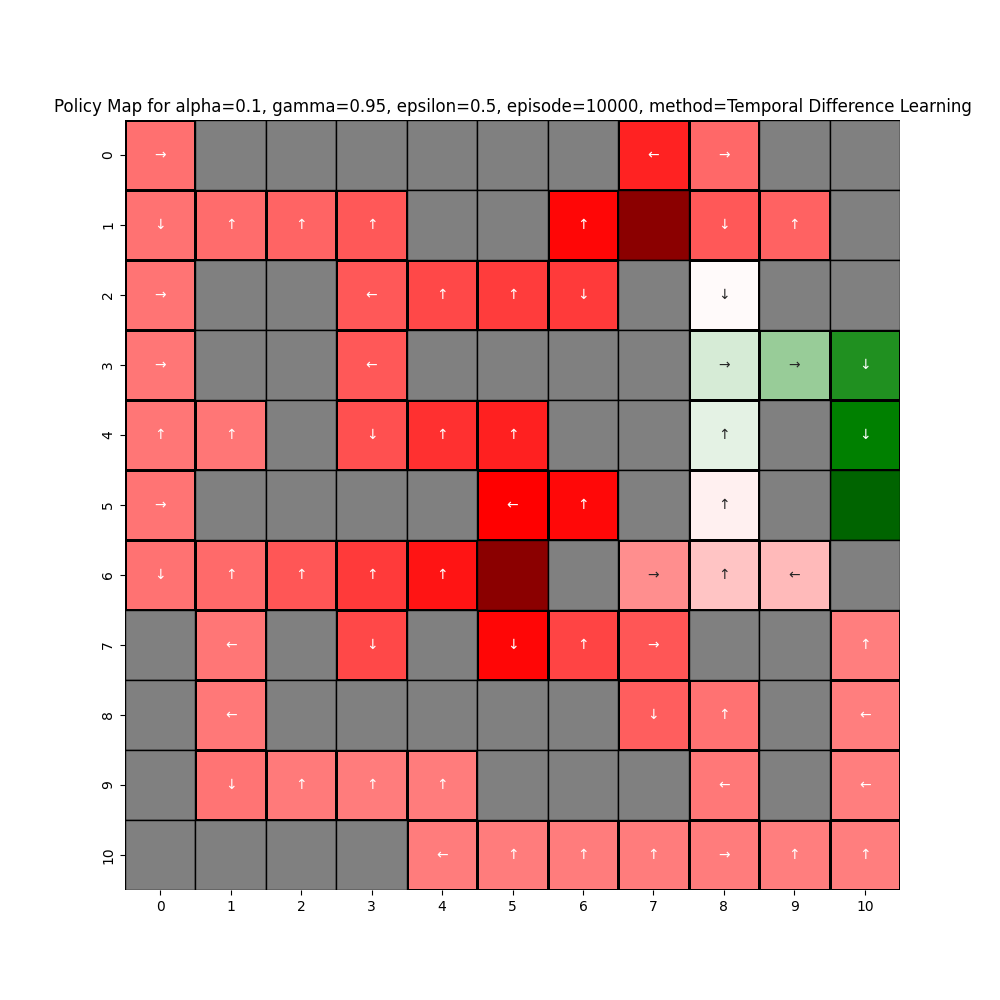 Policy Map for alpha=0.1, gamma=0.95, epsilon=0.5, episode=10000, method=Temporal Difference Learning
0 → ← →
1 ↓ ↑ ↑ ↑ ↑ ↓ ↑
2 → ← ↑ ↑ ↓ ↓
3 → ← → → ↓
4 ↑ ↑ ↓ ↑ ↑ ↑ ↓
5 → ← ↑ ↑
6 ↓ ↑ ↑ ↑ ↑ → ↑ ←
7 ← ↓ ↓ ↑ → ↑
8 ← ↓ ↑ ←
9 ↓ ↑ ↑ ↑ ← ←
10 ← ↑ ↑ ↑ → ↑ ↑
0 1 2 3 4 5 6 7 8 9 10